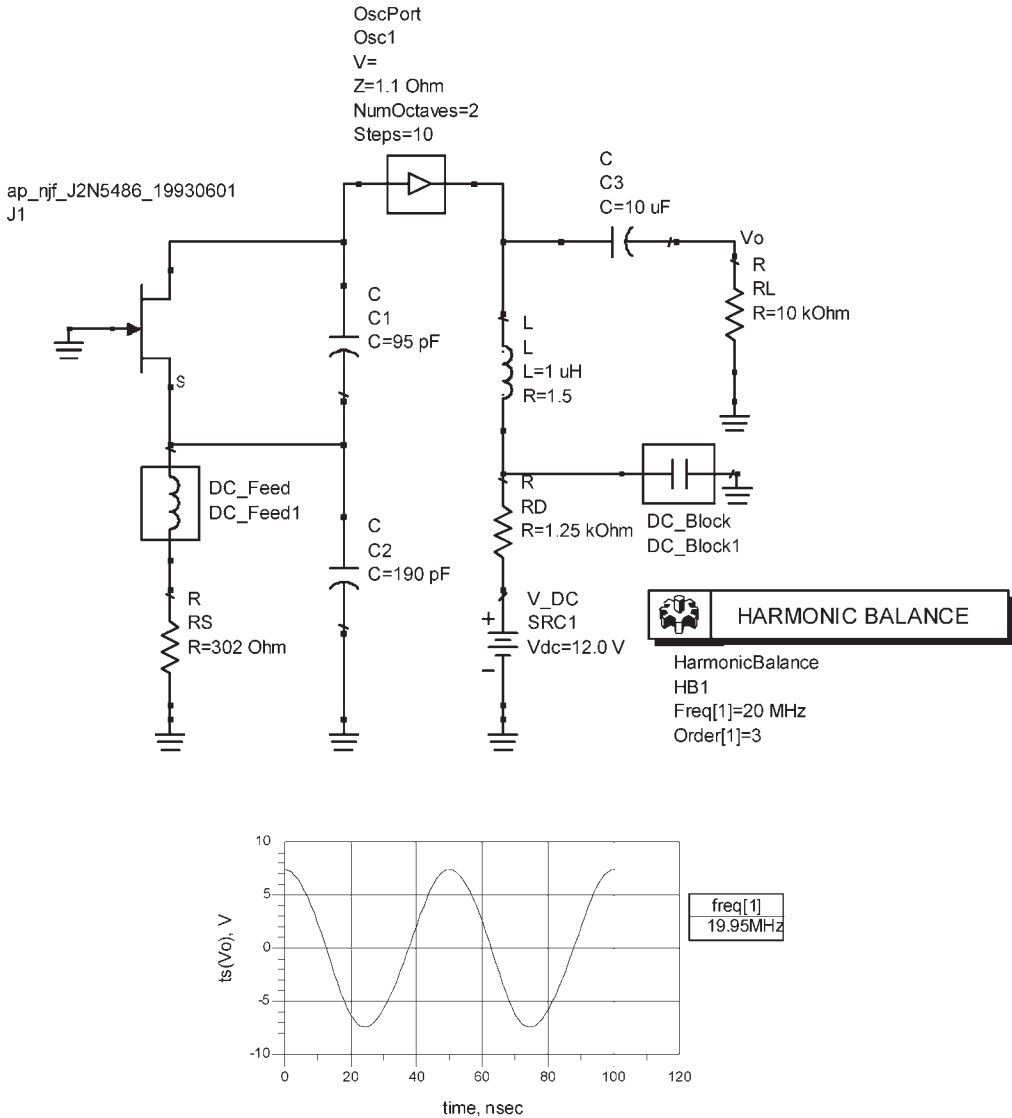 OscPort
Osc1
V=
Z=1.1 Ohm
NumOctaves=2
Steps=10
ap_njf_J2N5486_19930601
J1
C
C3
C=10 uF
Vo
R
RL
R=10 kOhm
C
C1
C=95 pF
L
L
L=1 uH
R=1.5
S
DC_Feed
DC_Feed1
R
RD
R=1.25 kOhm
DC_Block
DC_Block1
C
C2
C=190 pF
R
RS
R=302 Ohm
+
V_DC
SRC1
Vdc=12.0 V
−
HARMONIC BALANCE
HarmonicBalance
HB1
Freq[1]=20 MHz
Order[1]=3
10
5
0
-5
-10
ts(Vo), V
0 20 40 60 80 100 120
time, nsec
freq[1]
19.95MHz